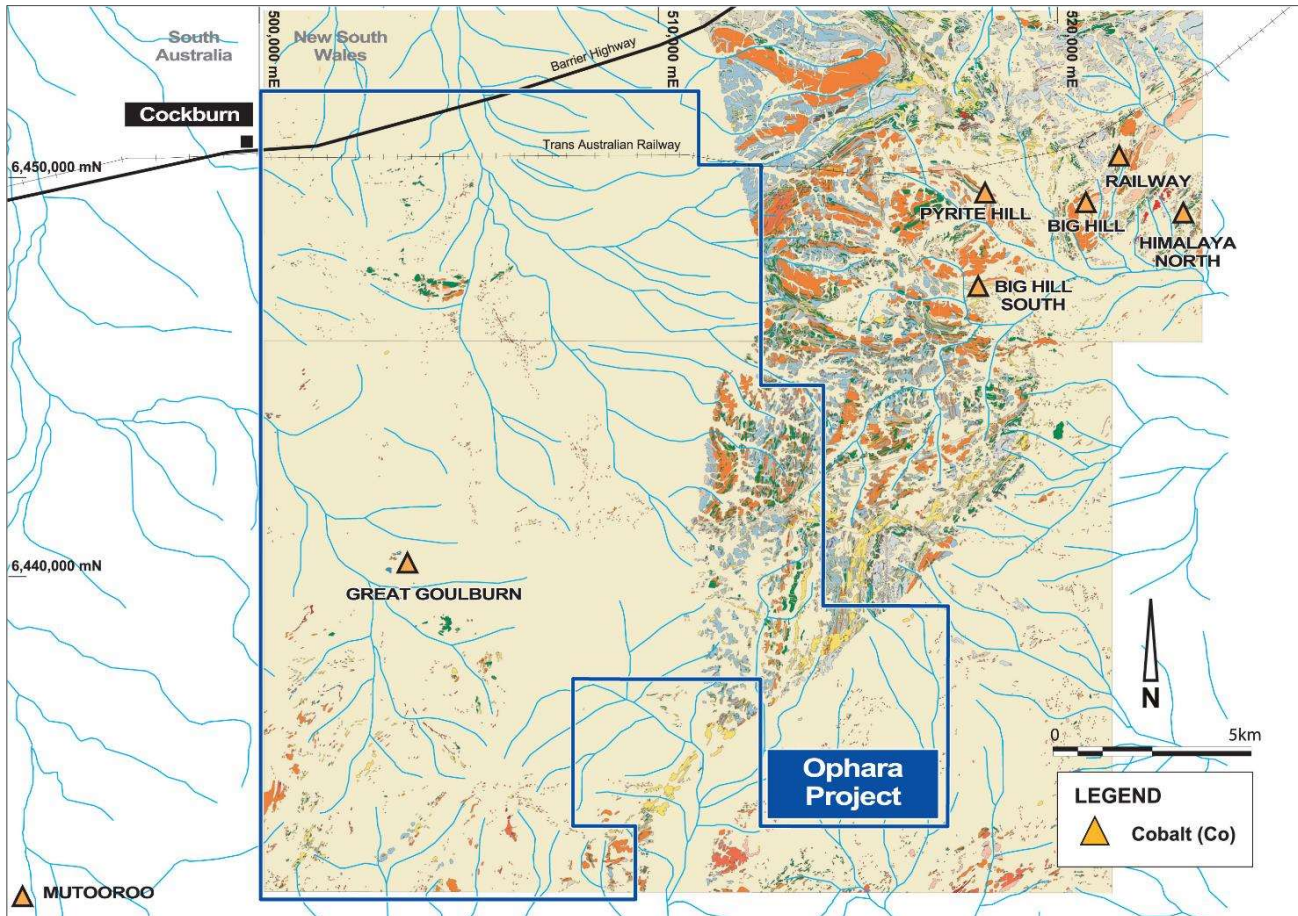 South
Australia
New South
Wales
500,000 mE
510,000 mE
520,000 mE
Barrier Highway
Cockburn
Trans Australian Railway
6,450,000 mN
RAILWAY
PYRITE HILL
BIG HILL
HIMALAYA
NORTH
BIG HILL
SOUTH
6,440,000 mN
GREAT GOULBURN
N
0 5km
Ophara
Project
LEGEND
Cobalt (Co)
MUTOOROO